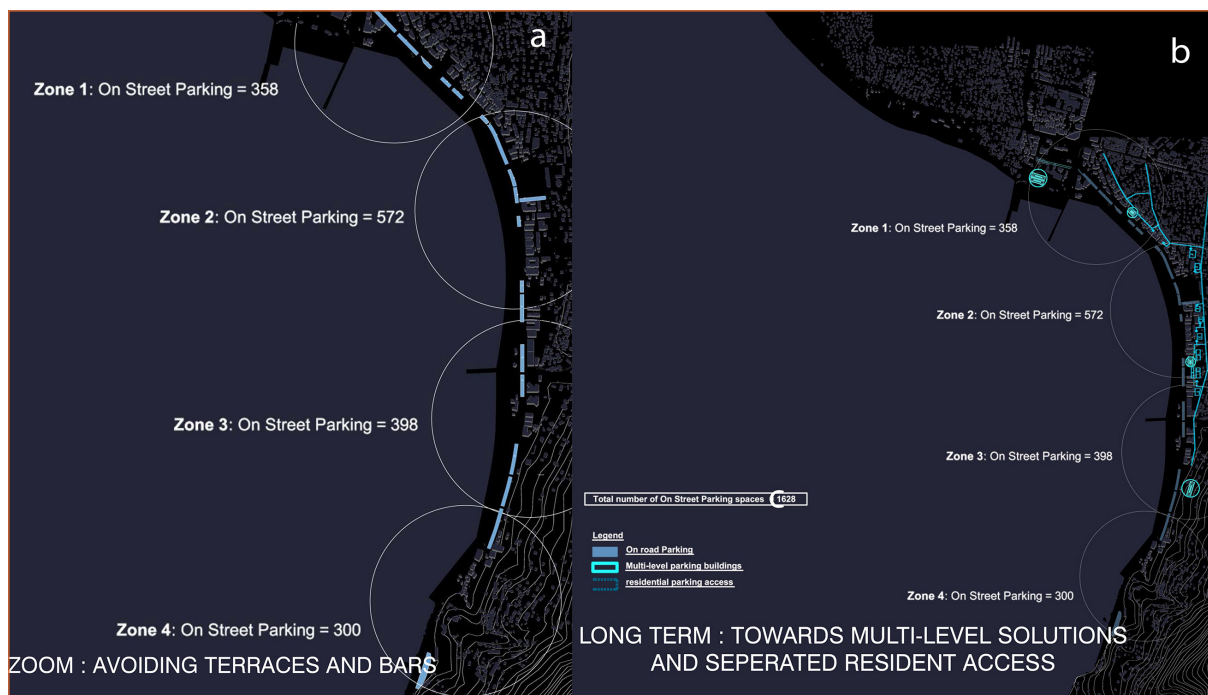 a
Zone 1: On Street Parking = 358
Zone 2: On Street Parking = 572
Zone 3: On Street Parking = 398
Zone 4: On Street Parking = 300
ZOOM : AVOIDING TERRACES AND BARS
b
Zone 1: On Street Parking = 358
Zone 2: On Street Parking = 572
Zone 3: On Street Parking = 398
Total number of On Street Parking spaces 1628
Legend
On road Parking
Multi-level parking buildings
residential parking access
Zone 4: On Street Parking = 300
LONG TERM : TOWARDS MULTI-LEVEL SOLUTIONS
AND SEPERATED RESIDENT ACCESS